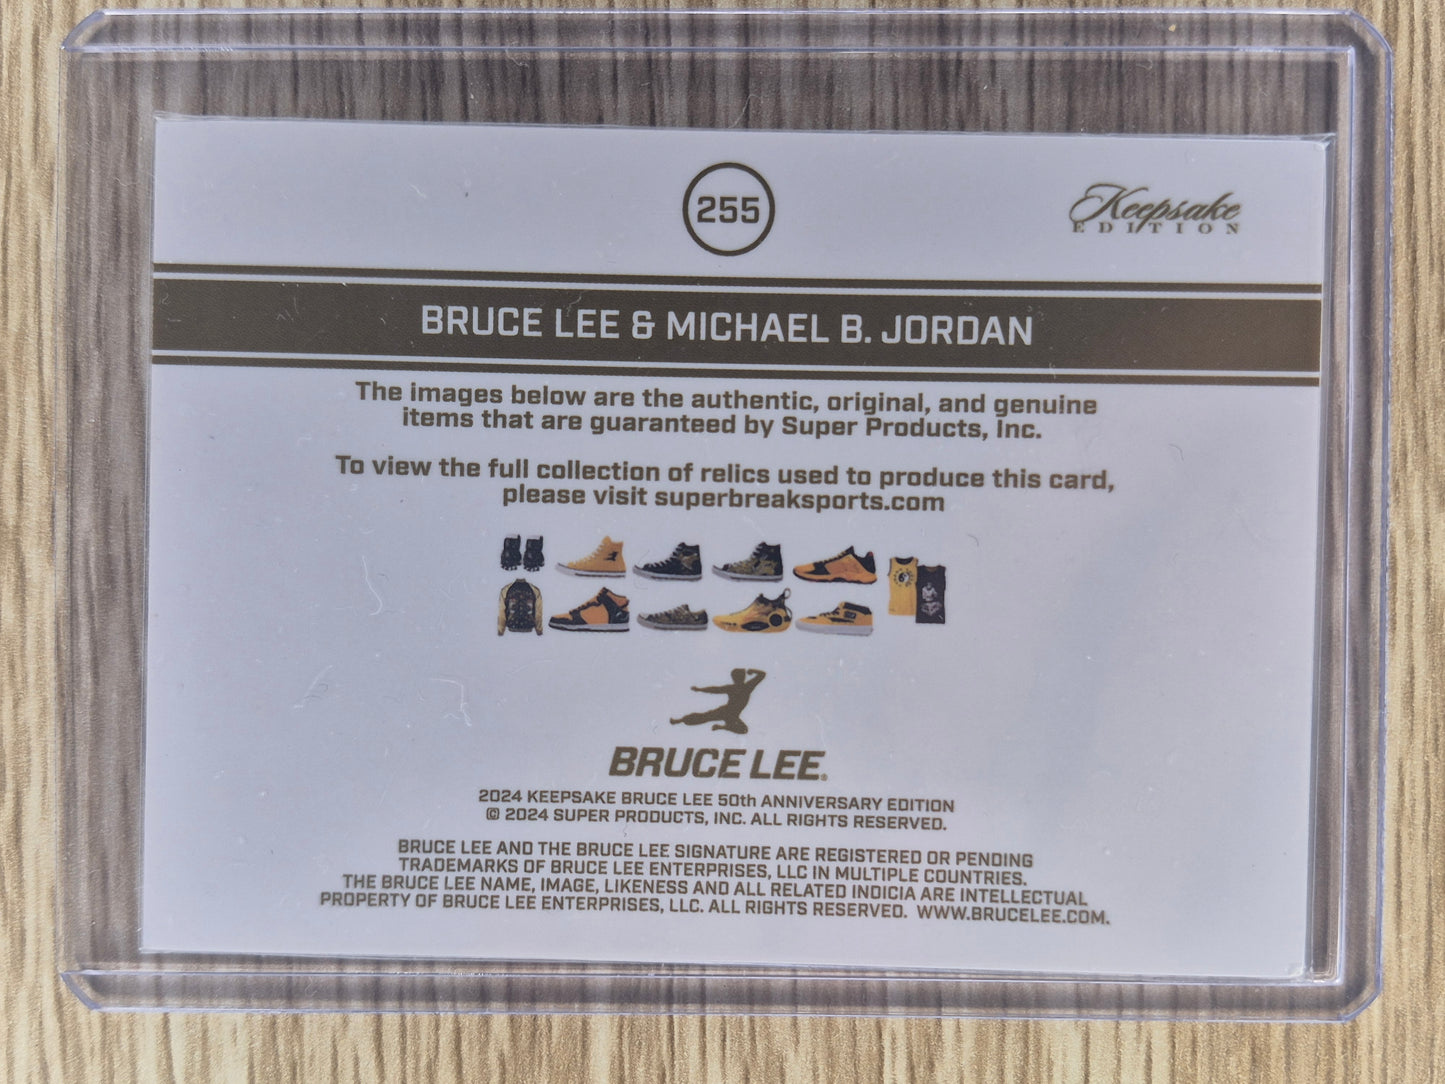 255
Keepsake
EDITION
BRUCE LEE & MICHAEL B. JORDAN
The images below are the authentic, original, and genuine
items that are guaranteed by Super Products, Inc.
To view the full collection of relics used to produce this card,
please visit superbreaksports.com
BRUCE LEE®
2024 KEEPSAKE BRUCE LEE 50th ANNIVERSARY EDITION
© 2024 SUPER PRODUCTS, INC. ALL RIGHTS RESERVED.
BRUCE LEE AND THE BRUCE LEE SIGNATURE ARE REGISTERED OR PENDING
TRADEMARKS OF BRUCE LEE ENTERPRISES, LLC IN MULTIPLE COUNTRIES.
THE BRUCE LEE NAME, IMAGE, LIKENESS AND ALL RELATED INDICIA ARE INTELLECTUAL
PROPERTY OF BRUCE LEE ENTERPRISES, LLC. ALL RIGHTS RESERVED. WWW.BRUCELEE.COM.